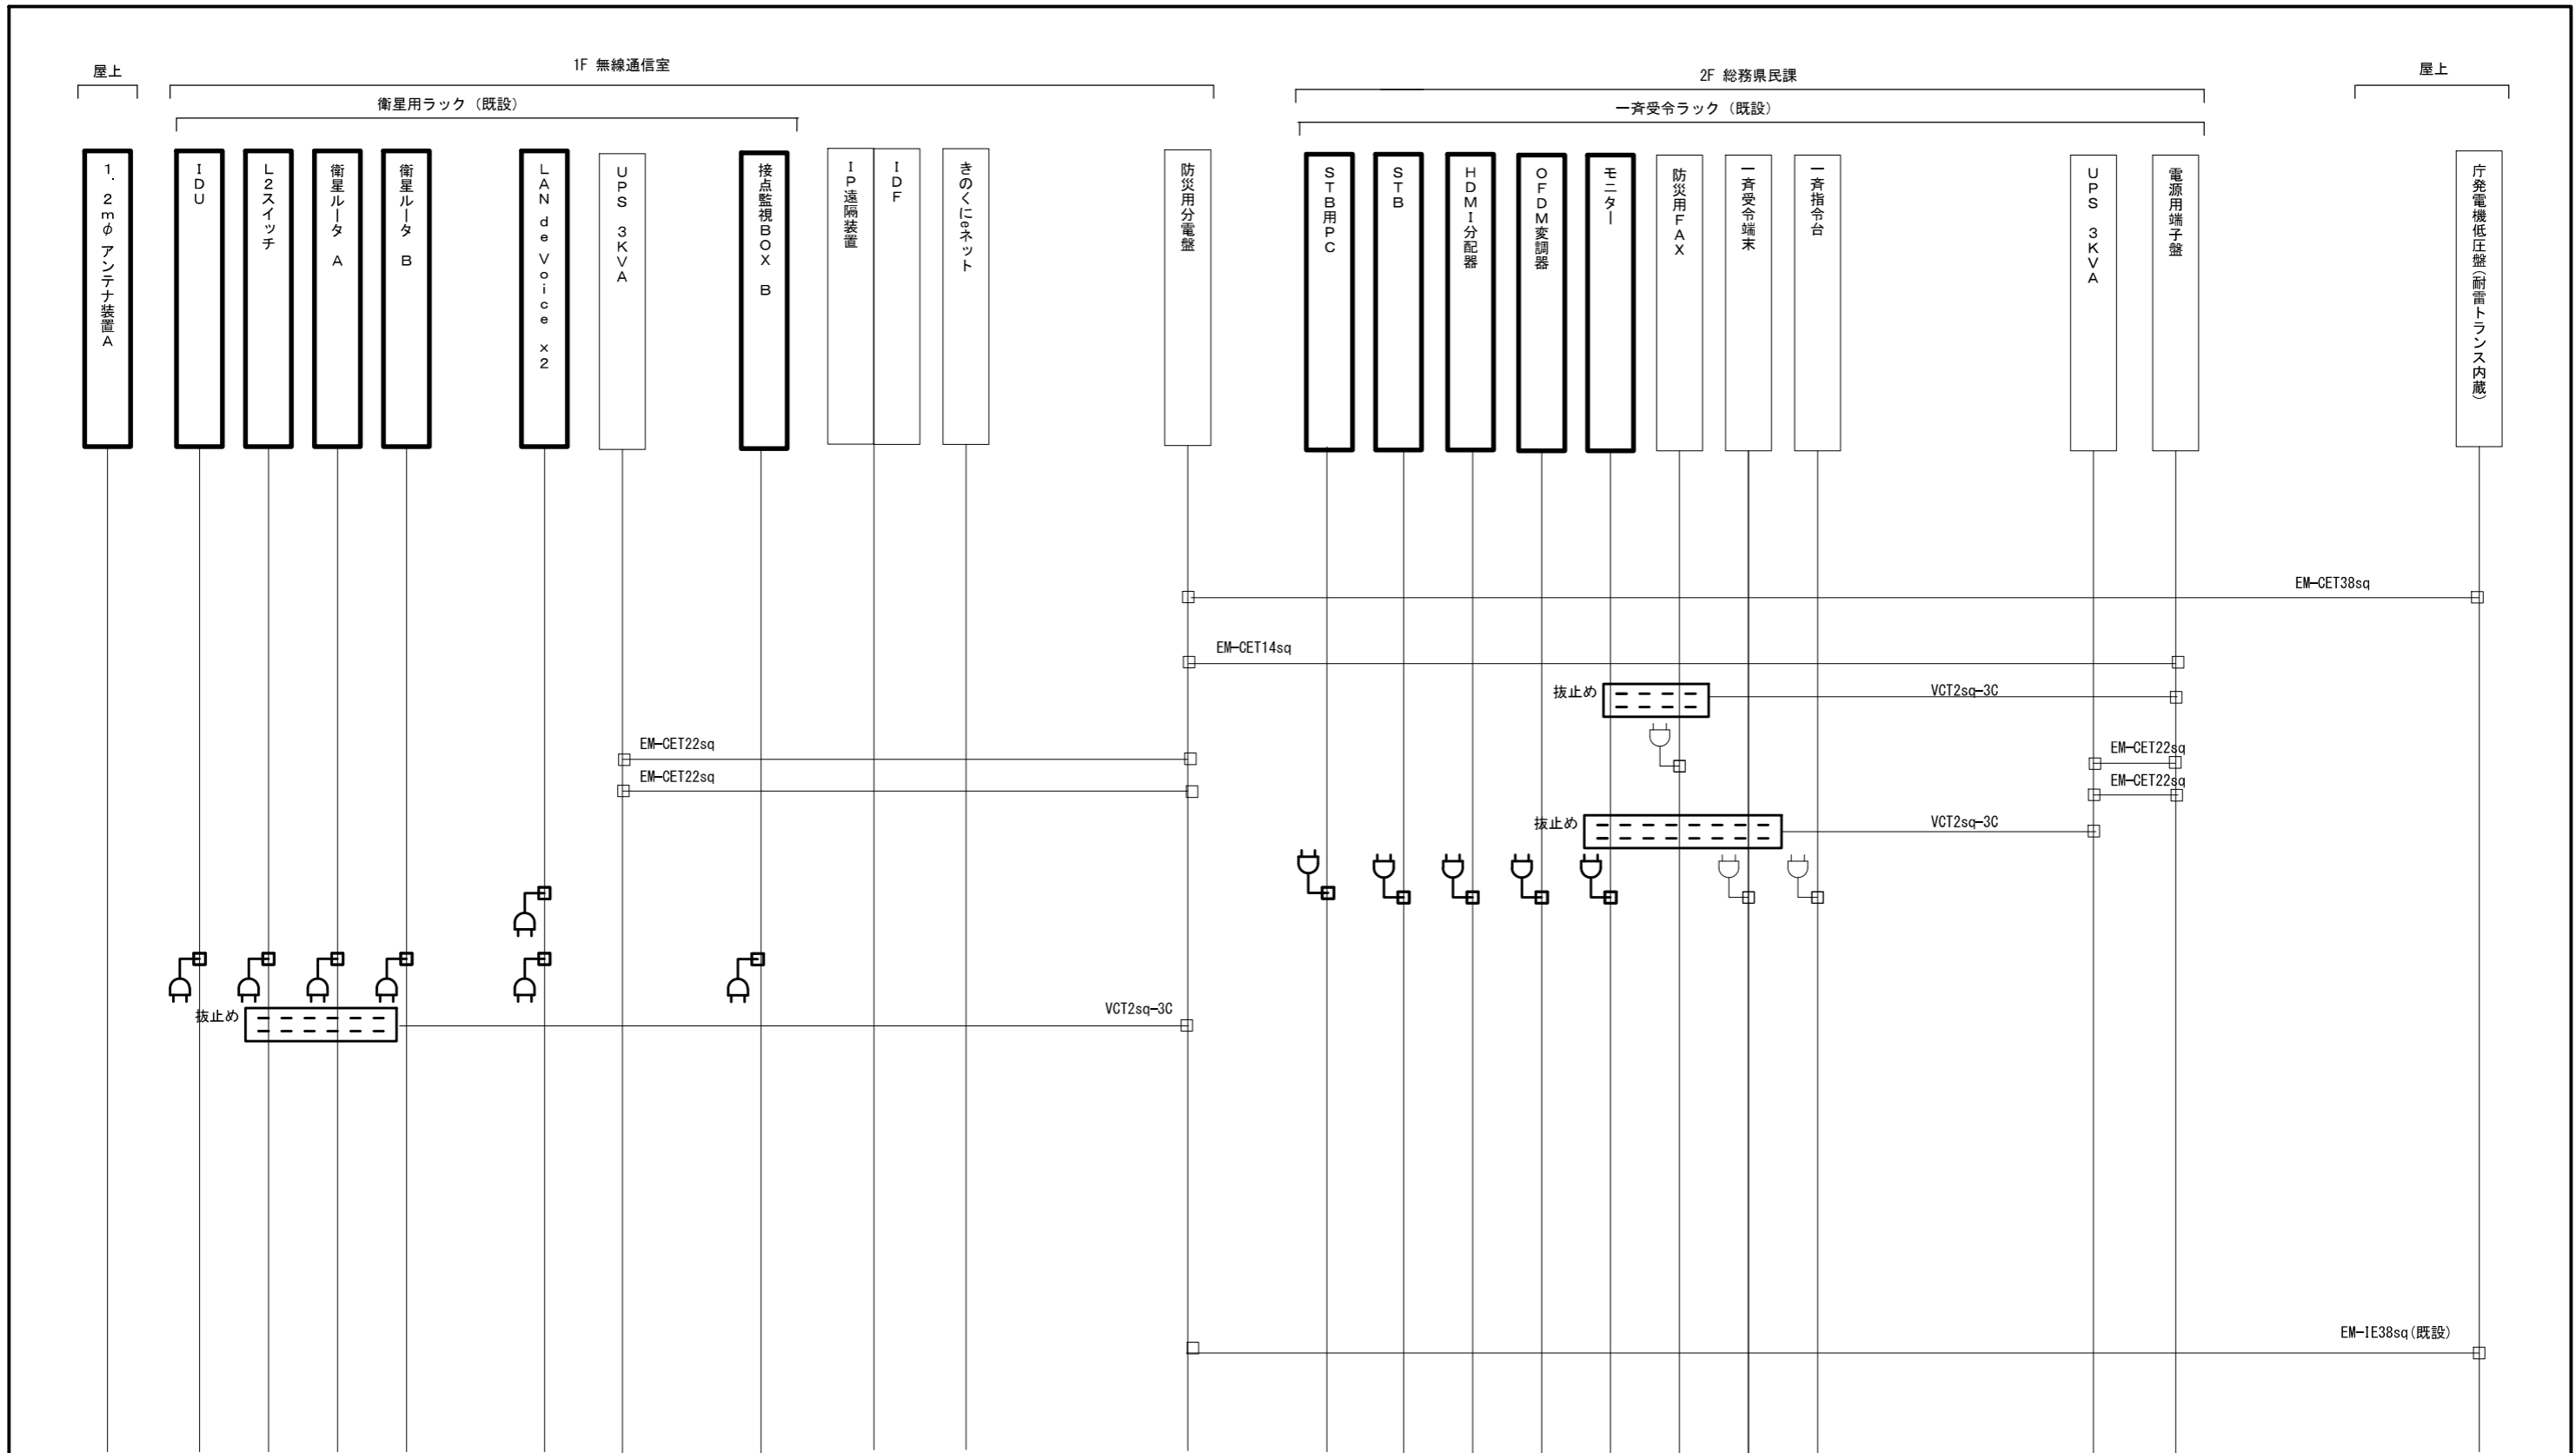 屋上
1F 無線通信室
2F 総務県民課
屋上
衛星用ラック（既設）
一斉受令ラック（既設）
1．2mφ アンテナ装置A
IDU
L2スイッチ
衛星ルータ A
衛星ルータ B
LAN de Voice x2
UPS 3KVA
接点監視BOX B
IP遠隔装置
IDF
きのくにeネット
防災用分電盤
STB用PC
STB
HDMI分配器
OFDM変調器
モニター
防災用FAX
一斉受令端末
一斉指令台
UPS 3KVA
電源用端子盤
庁発電機低圧盤(耐雷トランス内蔵)
EM-CET38sq
EM-CET14sq
抜止め
VCT2sq-3C
EM-CET22sq
EM-CET22sq
EM-CET22sq
EM-CET22sq
抜止め
VCT2sq-3C
抜止め
VCT2sq-3C
EM-IE38sq(既設)